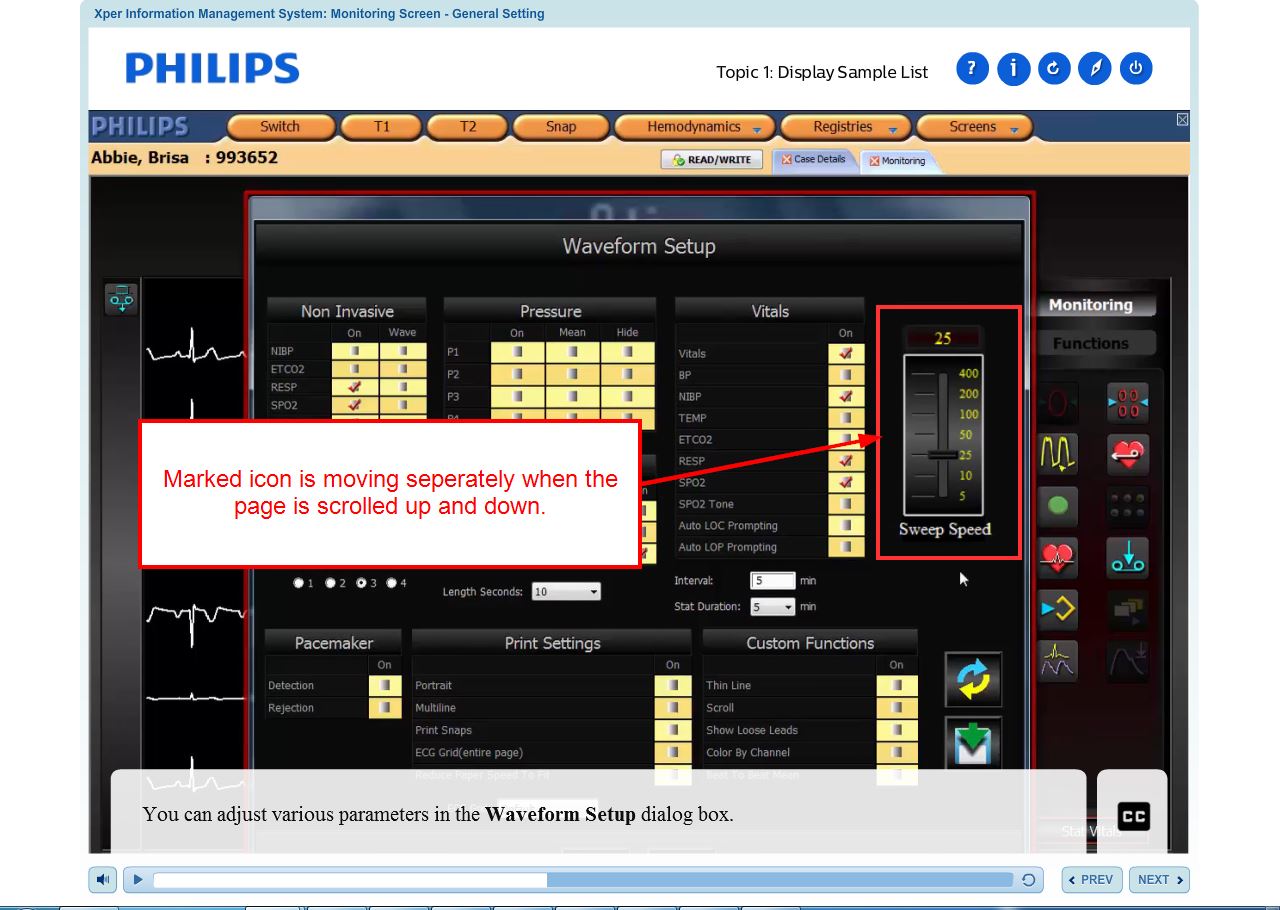 Xper Information Management System: Monitoring Screen - General Setting
PHILIPS
Topic 1: Display Sample List
PHILIPS
Switch T1 T2 Snap Hemodynamics Registries Screens
Abbie, Brisa : 993652
READ/WRITE Case Details Monitoring
Waveform Setup
Non Invasive
On Wave
NIBP
ETCO2
RESP
SPO2
Pressure
On Mean Hide
P1
P2
P3
P4
Vitals
On
Vitals
BP
NIBP
TEMP
ETCO2
RESP
SPO2
SPO2 Tone
Auto LOC Prompting
Auto LOP Prompting
25
400
200
100
50
25
10
5
Sweep Speed
Monitoring
Functions
Marked icon is moving seperately when the
page is scrolled up and down.
1 2 3 4
Length Seconds: 10
Interval: 5 min
Stat Duration: 5 min
Pacemaker
On
Detection
Rejection
Print Settings
On
Portrait
Multiline
Print Snaps
ECG Grid(entire page)
Reduce Paper Speed To Fit
Custom Functions
On
Thin Line
Scroll
Show Loose Leads
Color By Channel
Beat To Beat Mean
You can adjust various parameters in the Waveform Setup dialog box.
CC
Stat Vitals
PREV NEXT